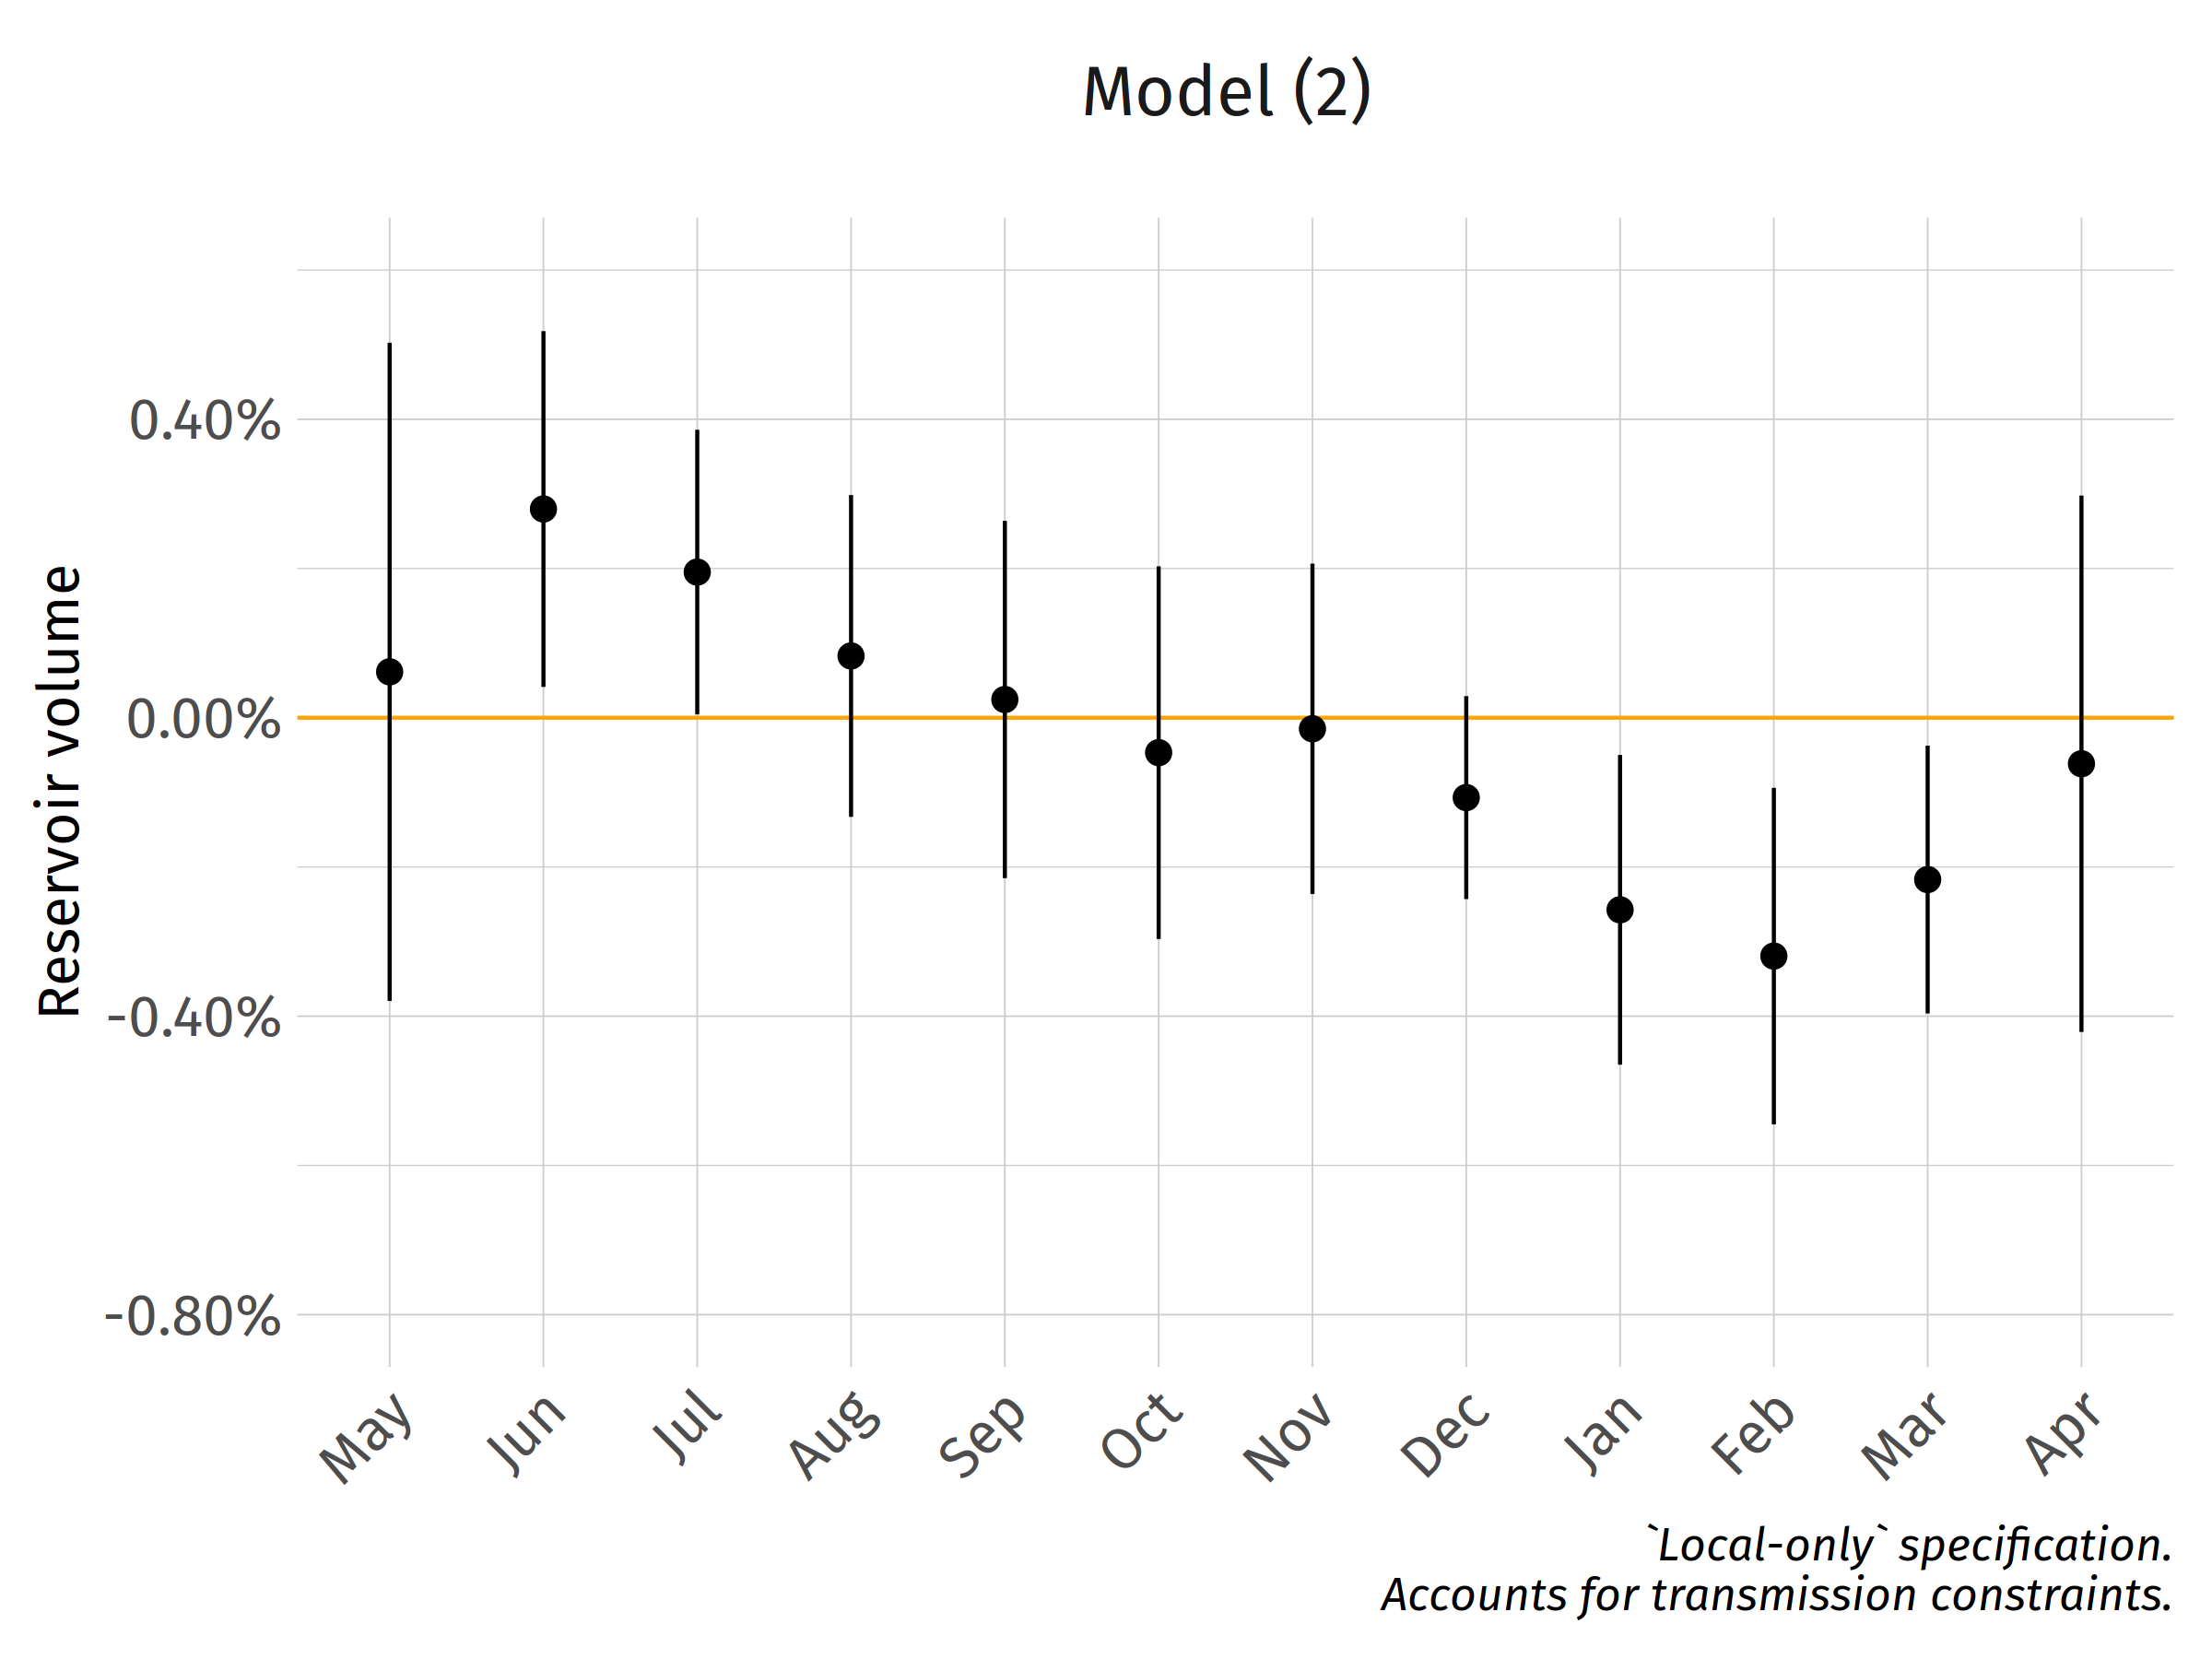 Model (2)
Reservoir volume
0.40%
0.00%
-0.40%
-0.80%
May
Jun
Jul
Aug
Sep
Oct
Nov
Dec
Jan
Feb
Mar
Apr
`Local-only` specification.
Accounts for transmission constraints.